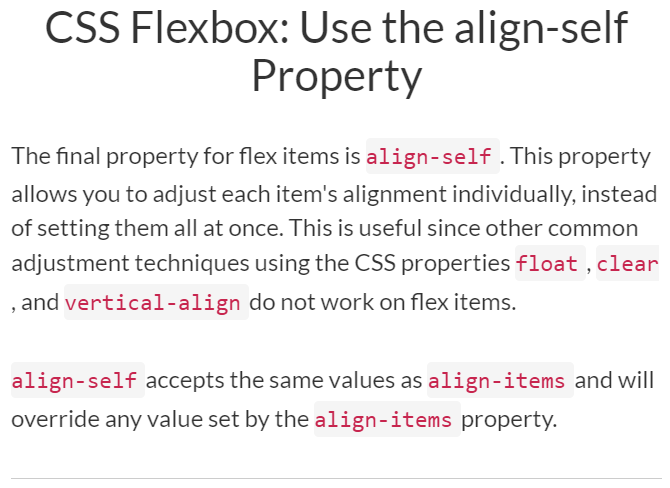 CSS Flexbox: Use the align-self
Property
The final property for flex items is align-self . This property
allows you to adjust each item's alignment individually, instead
of setting them all at once. This is useful since other common
adjustment techniques using the CSS properties float , clear
, and vertical-align do not work on flex items.
align-self accepts the same values as align-items and will
override any value set by the align-items property.